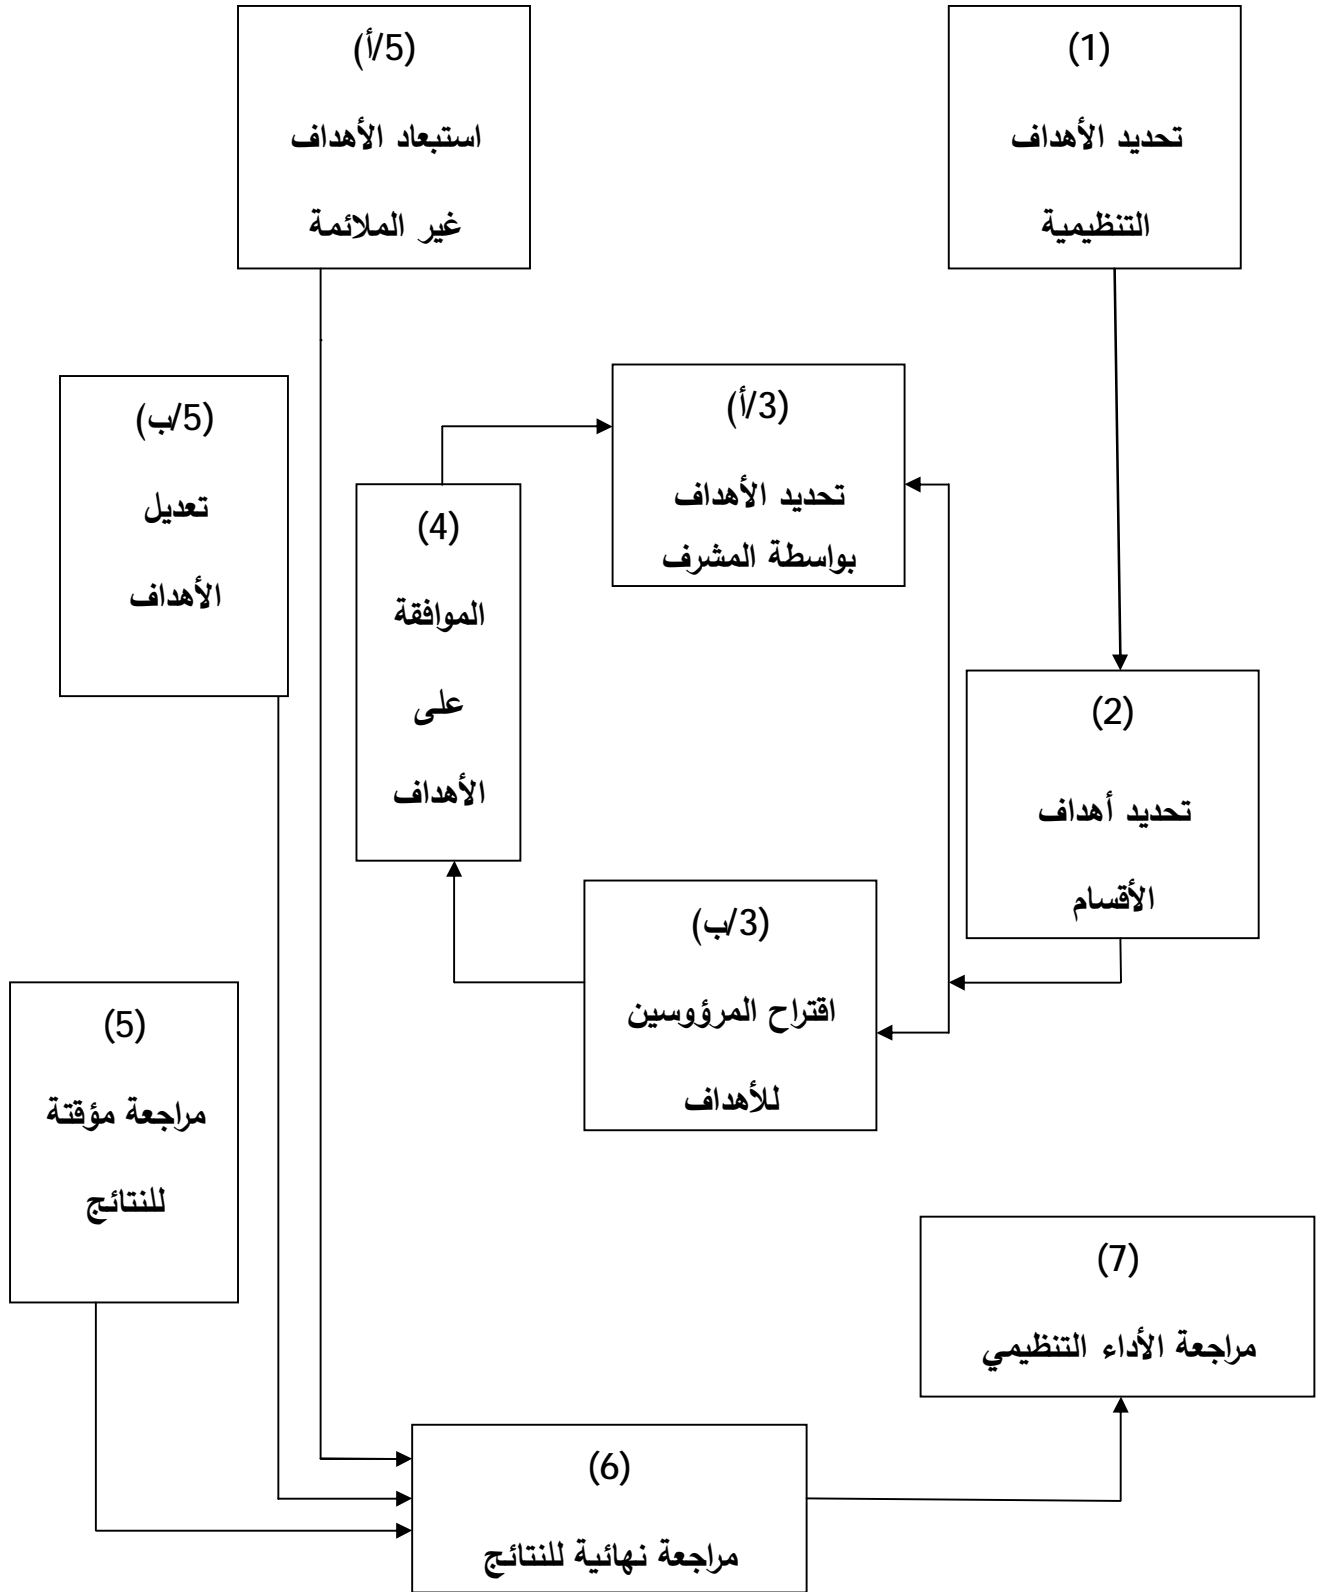 (1)
تحديد الأهداف
التنظيمية
(5/أ)
استبعاد الأهداف
غير الملائمة
(3/أ)
تحديد الأهداف
بواسطة المشرف
(5/ب)
تعديل
الأهداف
(4)
الموافقة
على
الأهداف
(2)
تحديد أهداف
الأقسام
(3/ب)
اقتراح المرؤوسين
للأهداف
(5)
مراجعة مؤقتة
للنتائج
(7)
مراجعة الأداء التنظيمي
(6)
مراجعة نهائية للنتائج